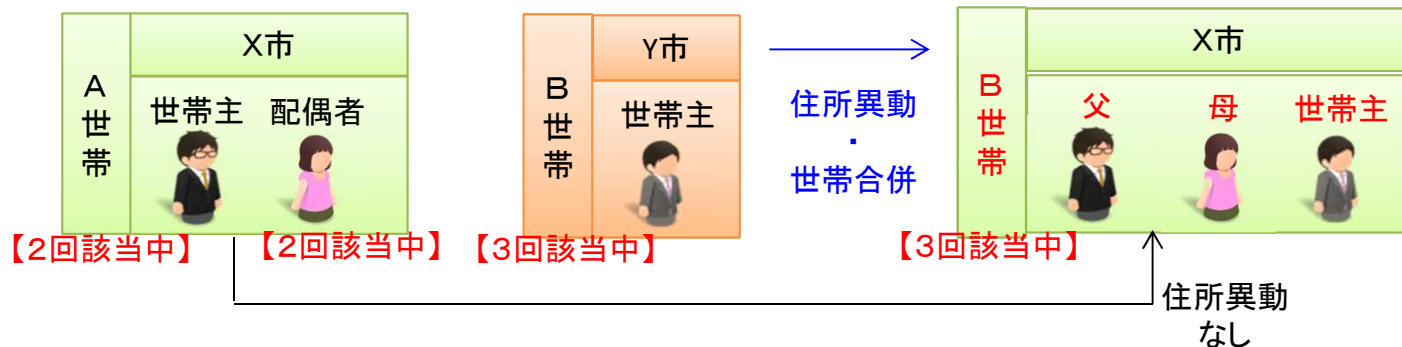 A世帯
X市
世帯主
配偶者
【2回該当中】
【2回該当中】
B世帯
Y市
世帯主
【3回該当中】
住所異動
・
世帯合併
B世帯
X市
父
母
世帯主
【3回該当中】
住所異動
なし